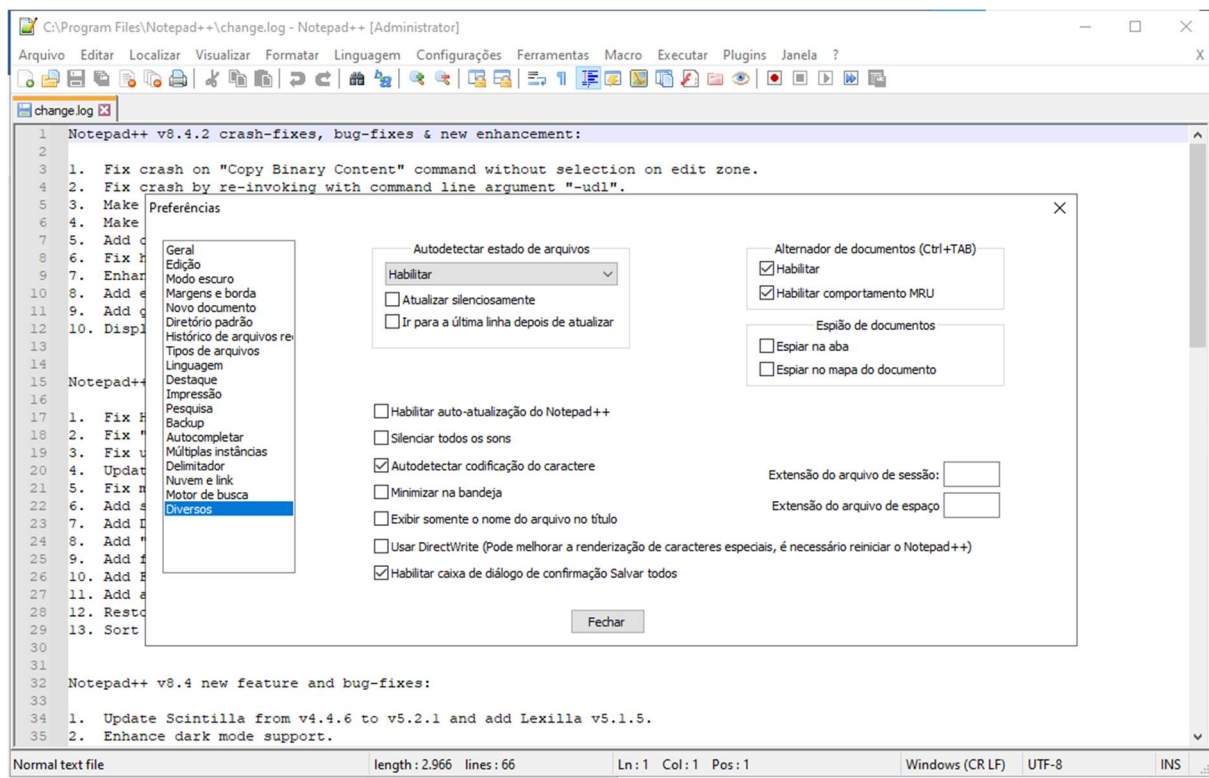 C:\Program Files\Notepad++\change.log - Notepad++ [Administrator]
Arquivo Editar Localizar Visualizar Formatar Linguagem Configurações Ferramentas Macro Executar Plugins Janela ? X
change.log
1 Notepad++ v8.4.2 crash-fixes, bug-fixes & new enhancement:
2
3 1. Fix crash on "Copy Binary Content" command without selection on edit zone.
4 2. Fix crash by re-invoking with command line argument "-udl".
5 3. Make
6 4. Make
7 5. Add
8 6. Fix
9 7. Enhan
10 8. Add
11 9. Add
12 10. Displ
13
14
15 Notepad++
16
17 1. Fix
18 2. Fix "
19 3. Fix
20 4. Updat
21 5. Fix
22 6. Add
23 7. Add
24 8. Add "
25 9. Add
26 10. Add
27 11. Add
28 12. Resto
29 13. Sort
30
31
32 Notepad++ v8.4 new feature and bug-fixes:
33
34 1. Update Scintilla from v4.4.6 to v5.2.1 and add Lexilla v5.1.5.
35 2. Enhance dark mode support.
Preferências
Geral
Edição
Modo escuro
Margens e borda
Novo documento
Diretório padrão
Histórico de arquivos re
Tipos de arquivos
Linguagem
Destaque
Impressão
Pesquisa
Backup
Autocompletar
Múltiplas instâncias
Delimitador
Nuvem e link
Motor de busca
Diversos
Autodetectar estado de arquivos
Habilitar
Atualizar silenciosamente
Ir para a última linha depois de atualizar
Alternador de documentos (Ctrl+TAB)
Habilitar
Habilitar comportamento MRU
Espião de documentos
Espiar na aba
Espiar no mapa do documento
Habilitar auto-atualização do Notepad++
Silenciar todos os sons
Autodetectar codificação do caractere
Minimizar na bandeja
Exibir somente o nome do arquivo no título
Usar DirectWrite (Pode melhorar a renderização de caracteres especiais, é necessário reiniciar o Notepad++)
Habilitar caixa de diálogo de confirmação Salvar todos
Extensão do arquivo de sessão:
Extensão do arquivo de espaço
Fechar
Normal text file length : 2.966 lines : 66 Ln : 1 Col : 1 Pos : 1 Windows (CR LF) UTF-8 INS